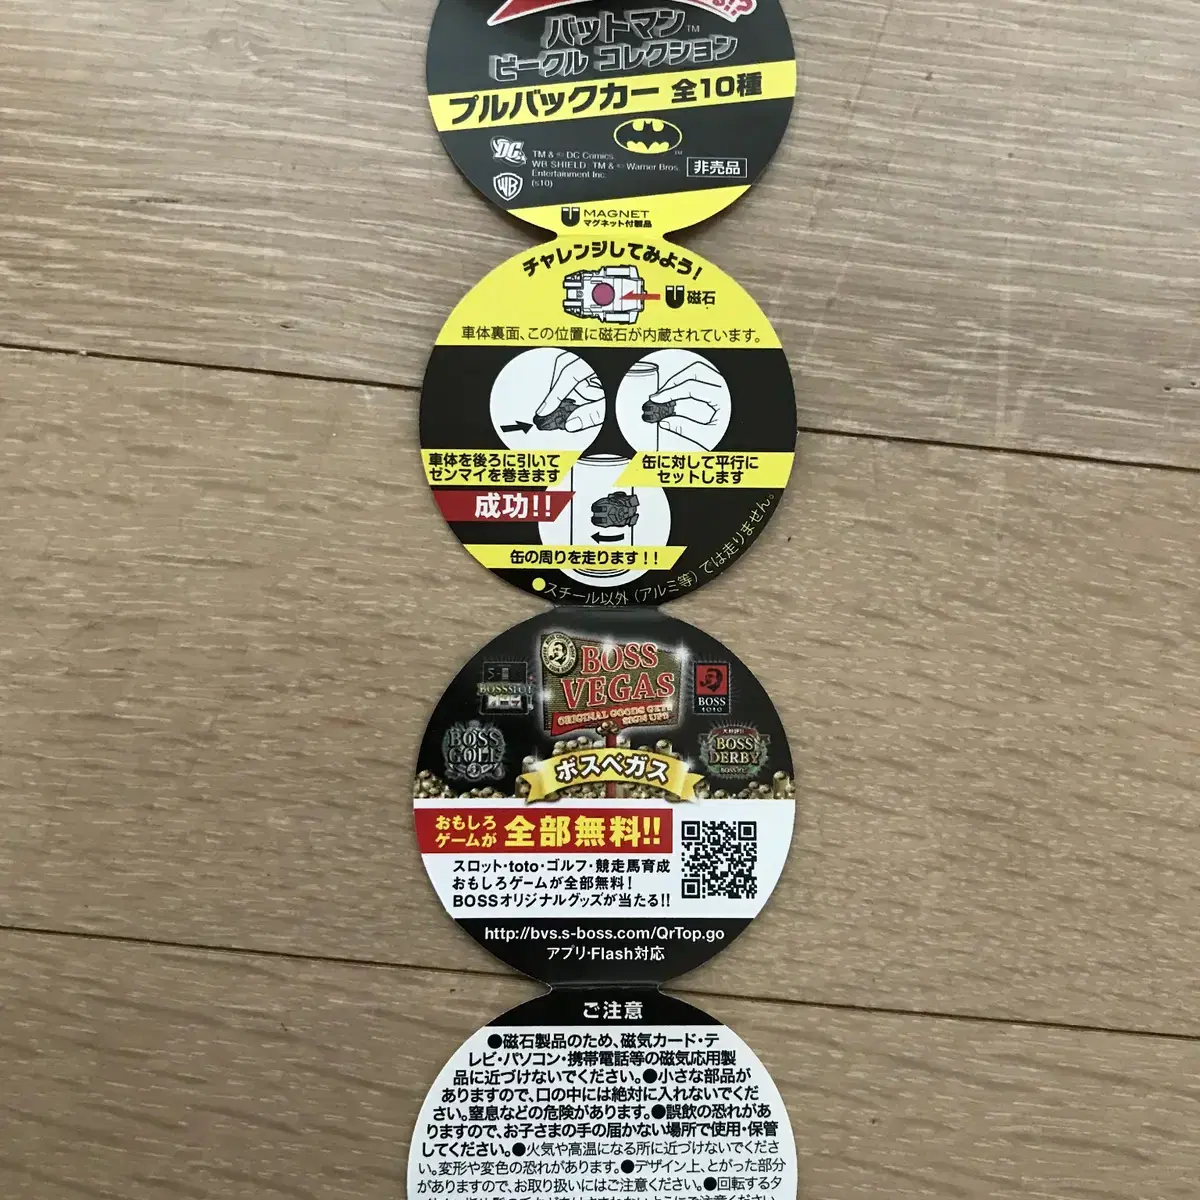 バットマン™
ビークル コレクション
プルバックカー 全10種
DC
TM & © DC Comics
WB SHIELD: TM & © Warner Bros.
Entertainment Inc.
(s10)
WB
非売品
MAGNET
マグネット付製品
チャレンジしてみよう!
磁石
車体裏面、この位置に磁石が内蔵されています。
車体を後ろに引いて
ゼンマイを巻きます
缶に対して平行に
セットします
成功!!
缶の周りを走ります!!
●スチール以外(アルミ等)では走りません。
BOSS
VEGAS
ORIGINAL GOODS GET!
SIGN UP!!
BOSS
TOTO
BOSS
GOLF
BOSS
DERBY
ボスベガス
おもしろ
ゲームが 全部無料!!
スロット・toto・ゴルフ・競走馬育成
おもしろゲームが全部無料!
BOSSオリジナルグッズが当たる!!
http://bvs.s-boss.com/QrTop.go
アプリ・Flash対応
ご注意
●磁石製品のため、磁気カード・テ
レビ・パソコン・携帯電話等の磁気応用製
品に近づけないでください。●小さな部品が
ありますので、口の中には絶対に入れないでくだ
さい。窒息などの危険があります。●誤飲の恐れがあ
りますので、お子さまの手の届かない場所で使用・保管
してください。●火気や高温になる所に近づけないでくださ
い。変形や変色の恐れがあります。●デザイン上、とがった部分
がありますので、お取り扱いにはご注意ください。●回転するタ